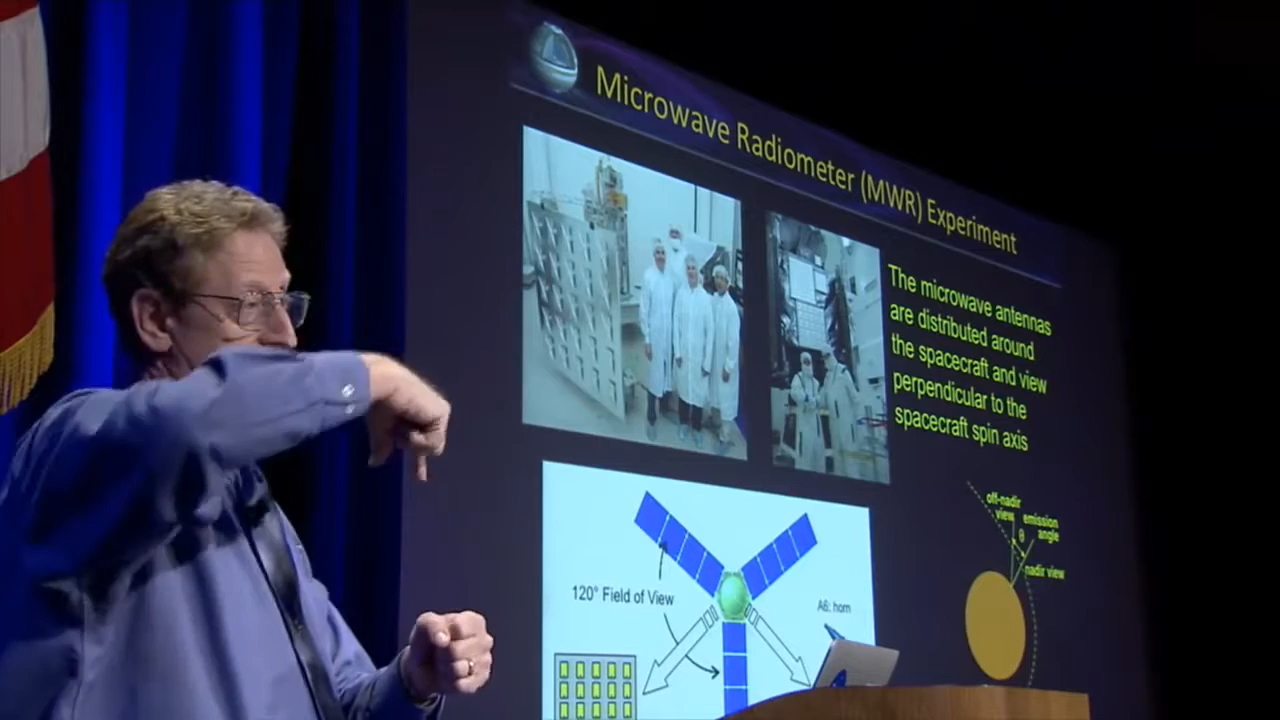 Microwave Radiometer (MWR) Experiment
The microwave antennas
are distributed around
the spacecraft and view
perpendicular to the
spacecraft spin axis
off-nadir
view
emission
angle
θ
nadir view
120° Field of View
A6: horn